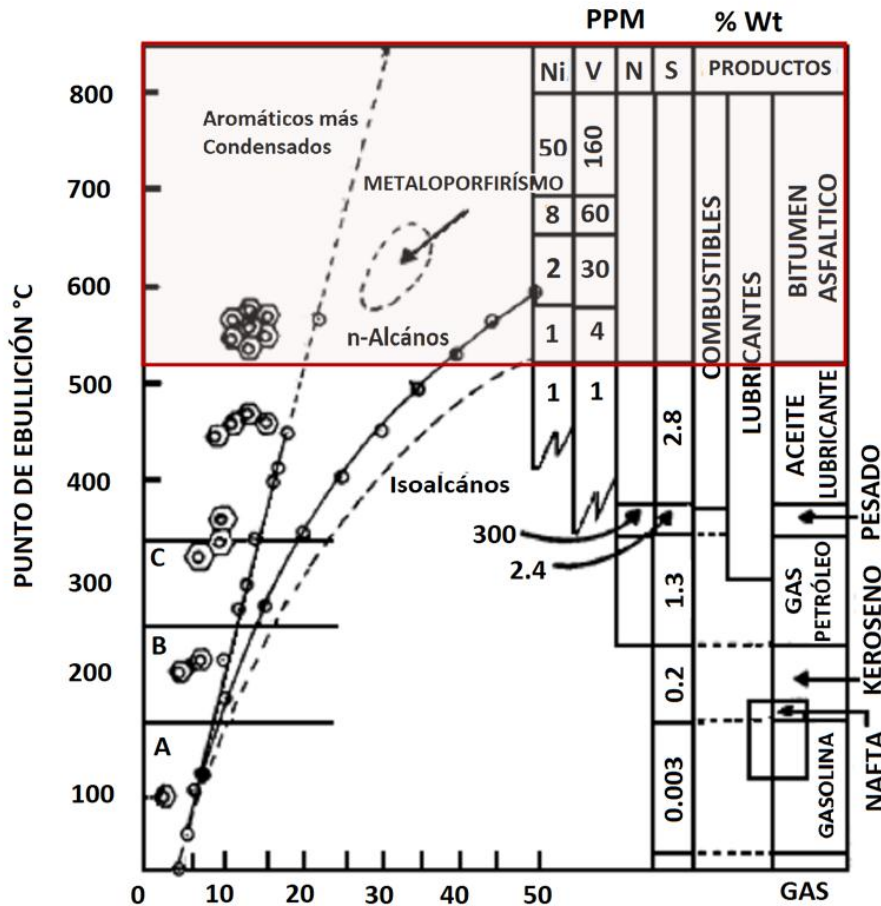 PPM
% Wt
Ni
V
N
S
PRODUCTOS
PUNTO DE EBULLICIÓN °C
800
700
600
500
400
300
200
100
Aromáticos más
Condensados
METALOPORFIRÍSMO
n-Alcános
Isoalcános
C
B
A
50
8
2
1
1
160
60
30
4
1
300
2.4
2.8
1.3
0.2
0.003
COMBUSTIBLES
LUBRICANTES
BITUMEN
ASFALTICO
ACEITE
LUBRICANTE
PESADO
GAS
PETRÓLEO
KEROSENO
NAFTA
GASOLINA
0
10
20
30
40
50
GAS